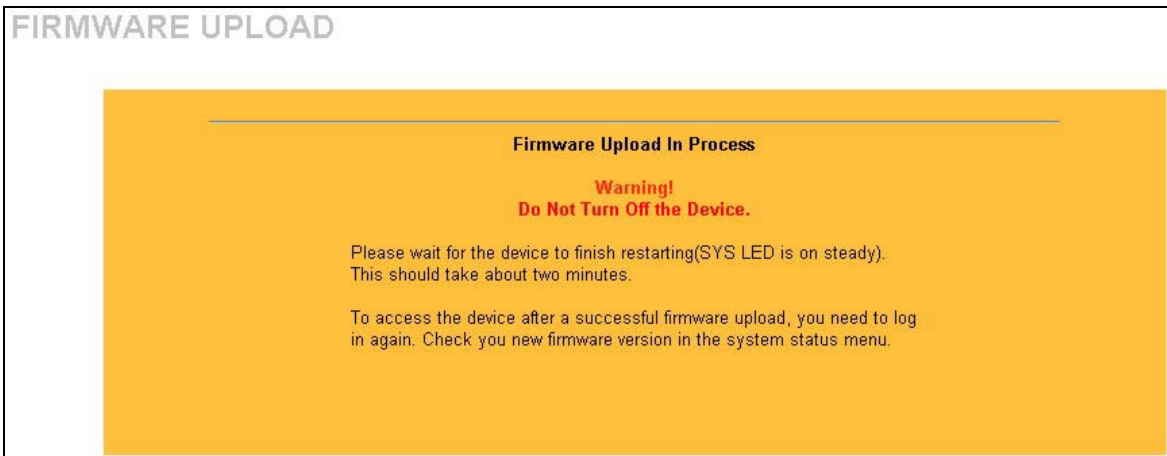 FIRMWARE UPLOAD
Firmware Upload In Process
Warning!
Do Not Turn Off the Device.
Please wait for the device to finish restarting(SYS LED is on steady).
This should take about two minutes.
To access the device after a successful firmware upload, you need to log
in again. Check you new firmware version in the system status menu.